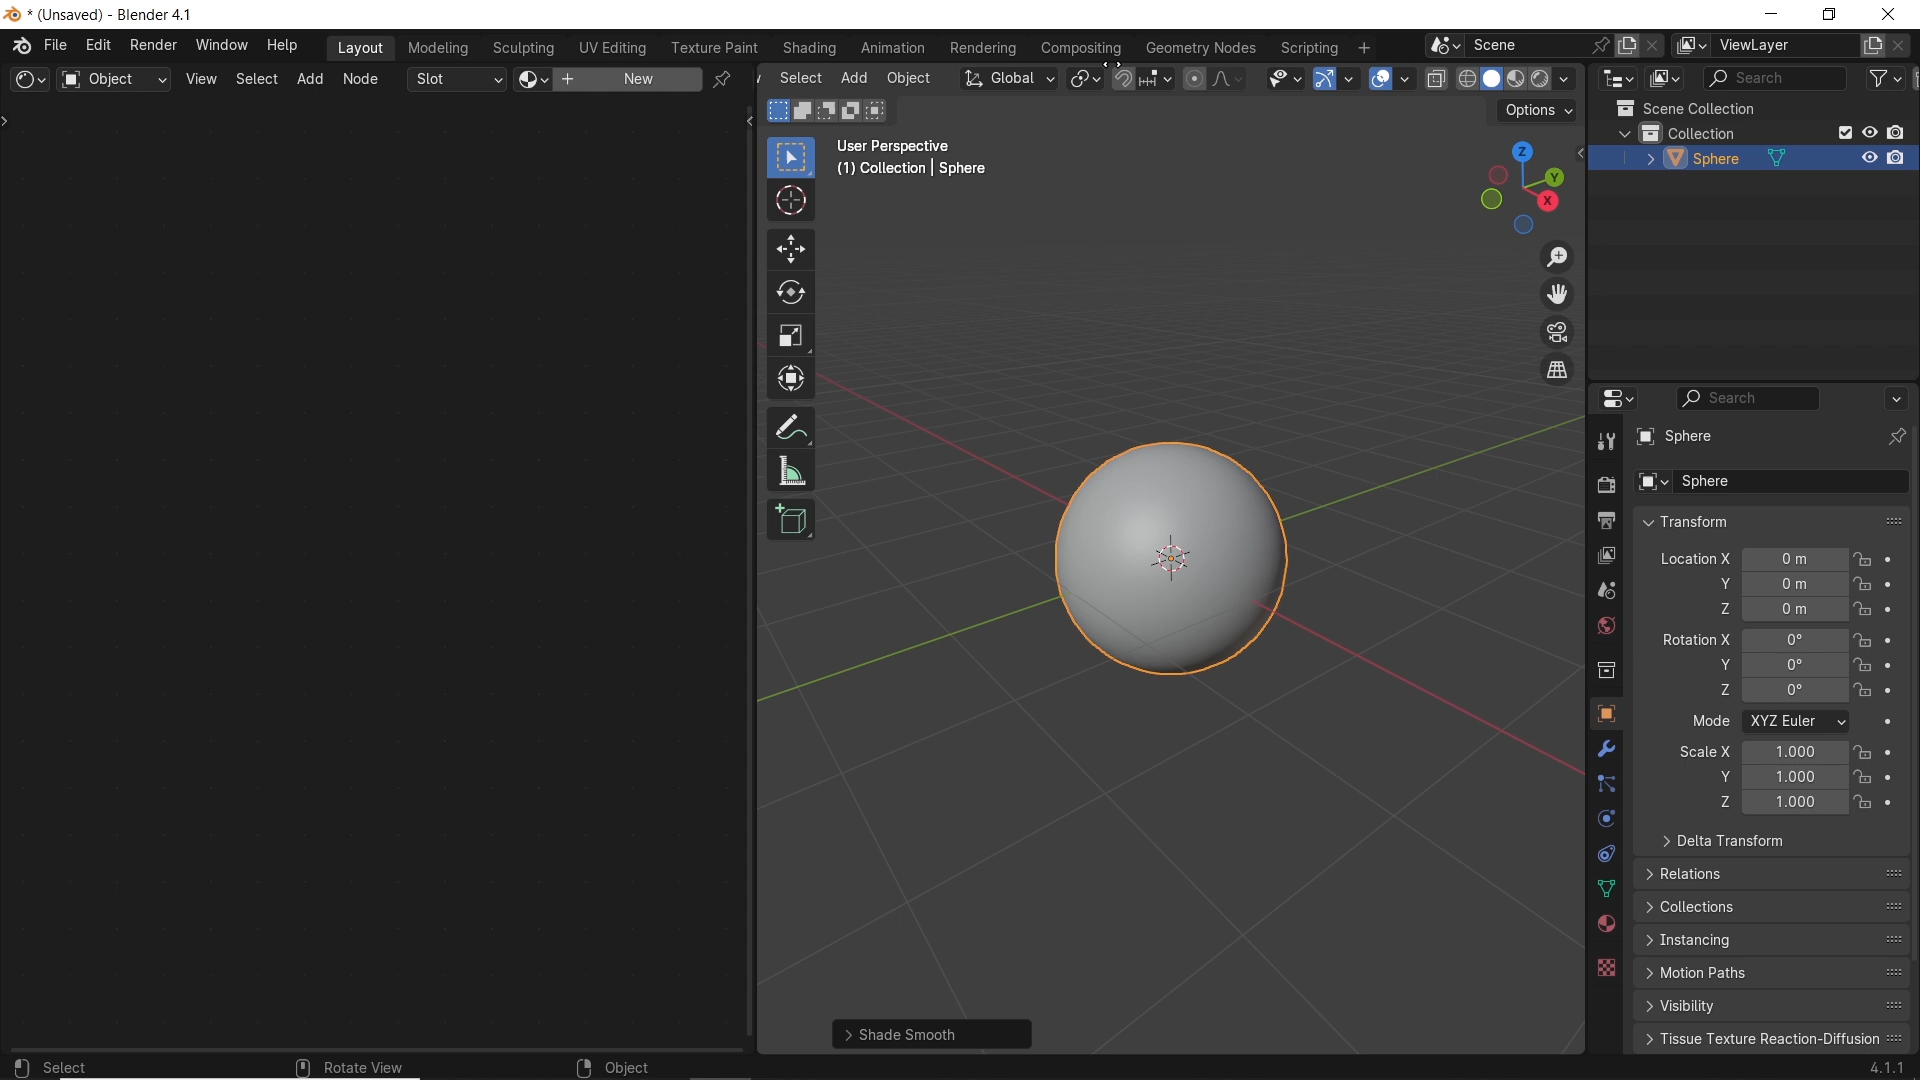 * (Unsaved) - Blender 4.1
File Edit Render Window Help Layout Modeling Sculpting UV Editing Texture Paint Shading Animation Rendering Compositing Geometry Nodes Scripting + Scene ViewLayer
Object View Select Add Node Slot + New
Select Add Object Global
Options
User Perspective
(1) Collection | Sphere
Z
Y
X
Search
Scene Collection
Collection
Sphere
Search
Sphere
Sphere
Transform
Location X 0 m
Y 0 m
Z 0 m
Rotation X 0°
Y 0°
Z 0°
Mode XYZ Euler
Scale X 1.000
Y 1.000
Z 1.000
Delta Transform
Relations
Collections
Instancing
Motion Paths
Visibility
Tissue Texture Reaction-Diffusion
Shade Smooth
Select Rotate View Object 4.1.1